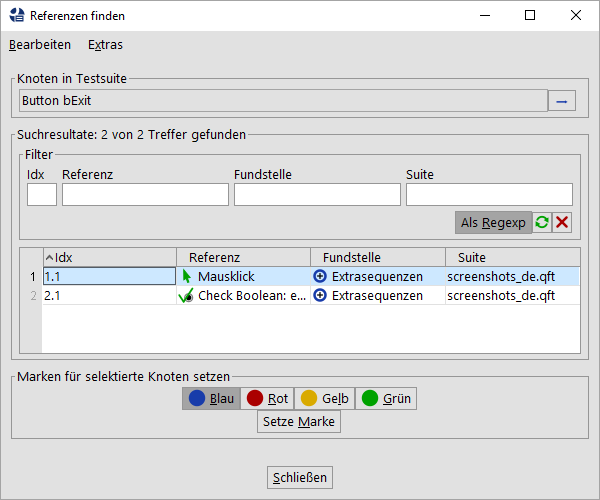 Referenzen finden
Bearbeiten Extras
Knoten in Testsuite
Button bExit
Suchresultate: 2 von 2 Treffer gefunden
Filter
Idx Referenz Fundstelle Suite
Als Regexp
Idx Referenz Fundstelle Suite
1 1.1 Mausklick Extrasequenzen screenshots_de.qft
2 2.1 Check Boolean: e... Extrasequenzen screenshots_de.qft
Marken für selektierte Knoten setzen
Blau Rot Gelb Grün
Setze Marke
Schließen